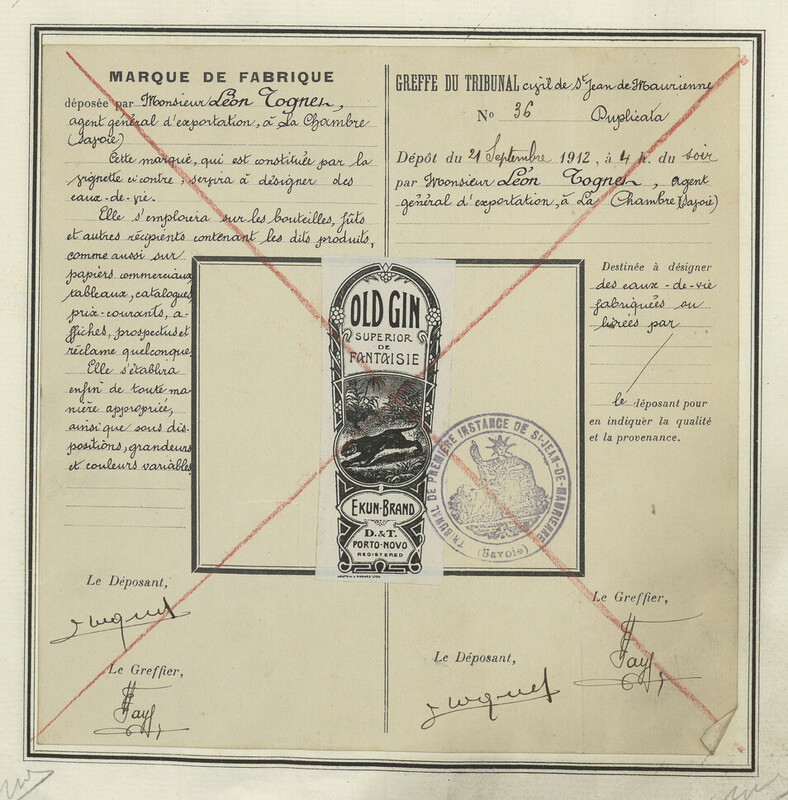 MARQUE DE FABRIQUE
déposée par Monsieur Léon Tognet,
agent général d'exportation, à La Chambre
(Savoie)
Cette marque, qui est constituée par la
vignette ci contre, servira à désigner des
eaux-de-vie.
Elle s'emploiera sur les bouteilles, fûts
et autres récipients contenant les dits produits,
comme aussi sur
papiers commerciaux,
tableaux, catalogues
prix-courants, a-
ffiches, prospectus et
réclame quelconque.
Elle s'établira
enfin de toute ma-
nière appropriée,
ainsi que sous dis-
positions, grandeurs
et couleurs variables
Le Déposant,
Le Greffier,
Fay
GREFFE DU TRIBUNAL civil de St Jean de Maurienne
No 36 Duplicata
Dépôt du 21 Septembre 1912, à 4 h. du soir
par Monsieur Léon Tognet, agent
général d'exportation, à La Chambre (Savoie)
Destinée à désigner
des eaux-de-vie
fabriquées ou
livrées par
le déposant pour
en indiquer la qualité
et la provenance.
OLD GIN
SUPERIOR
DE
FANTAISIE
EKUN-BRAND
D.&T.
PORTO-NOVO
REGISTERED
TRIBUNAL DE PREMIÈRE INSTANCE DE St-JEAN-DE-MAURIENNE
(Savoie)
Le Greffier,
Fay
Le Déposant,